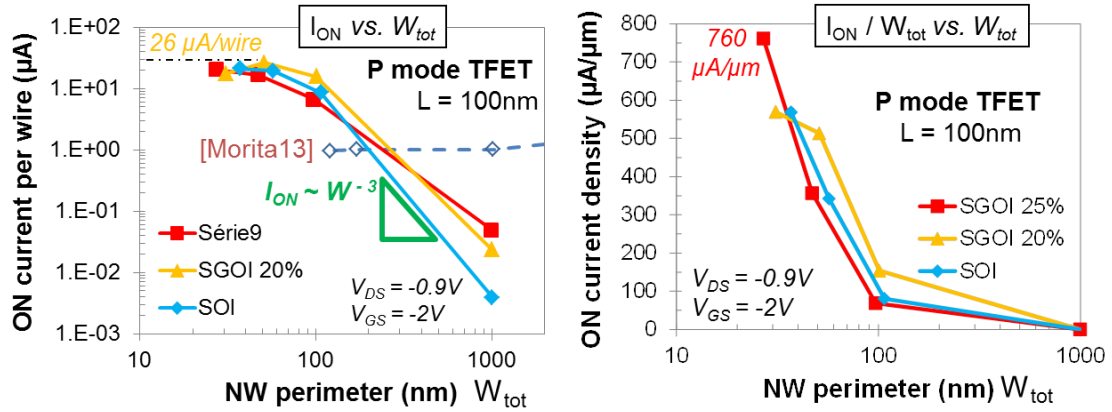 I_ON vs. W_tot
26 µA/wire
P mode TFET
L = 100nm
[Morita13]
I_ON ~ W^-3
Série9
SGOI 20%
SOI
V_DS = -0.9V
V_GS = -2V
ON current per wire (µA)
1.E+02
1.E+01
1.E+00
1.E-01
1.E-02
1.E-03
10
100
1000
NW perimeter (nm) W_tot
I_ON / W_tot vs. W_tot
760
µA/µm
P mode TFET
L = 100nm
SGOI 25%
SGOI 20%
SOI
V_DS = -0.9V
V_GS = -2V
ON current density (µA/µm)
800
700
600
500
400
300
200
100
0
10
100
1000
NW perimeter (nm) W_tot